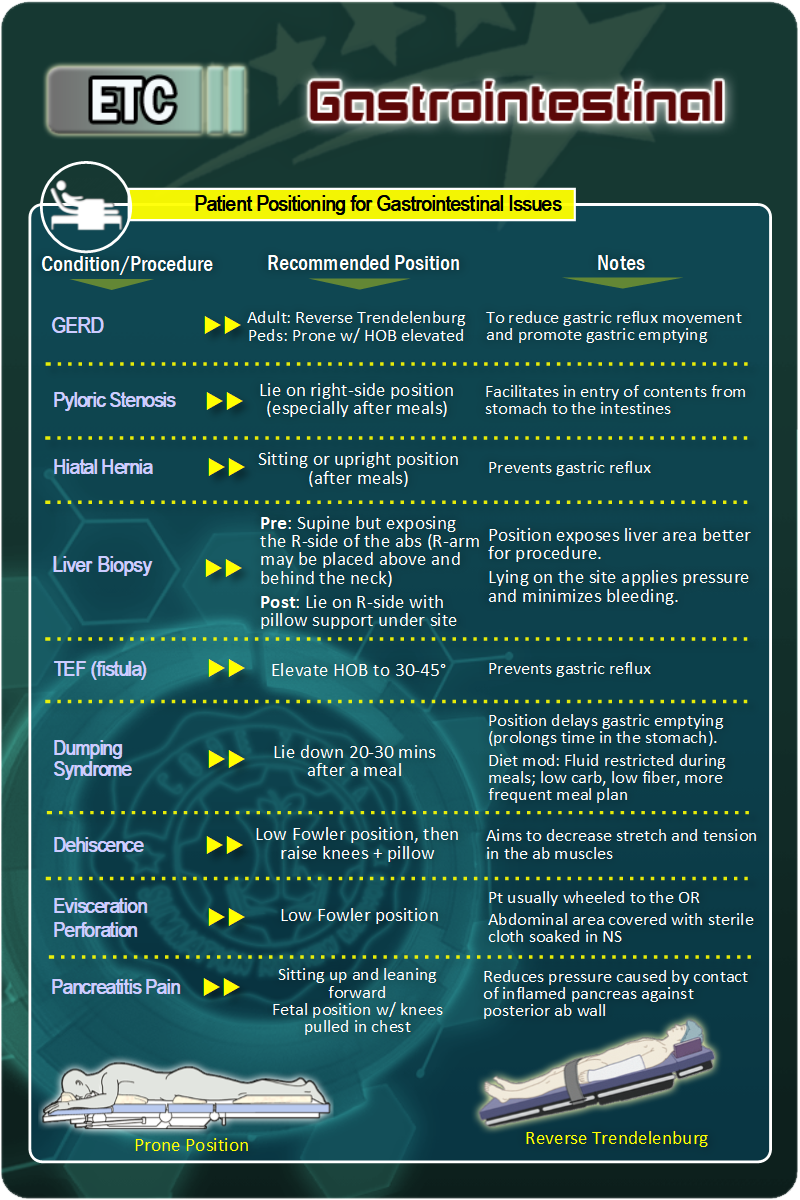 ETC
Gastrointestinal
Patient Positioning for Gastrointestinal Issues
Condition/Procedure
Recommended Position
Notes
GERD
Adult: Reverse Trendelenburg
Peds: Prone w/ HOB elevated
To reduce gastric reflux movement
and promote gastric emptying
Pyloric Stenosis
Lie on right-side position
(especially after meals)
Facilitates in entry of contents from
stomach to the intestines
Hiatal Hernia
Sitting or upright position
(after meals)
Prevents gastric reflux
Liver Biopsy
Pre: Supine but exposing
the R-side of the abs (R-arm
may be placed above and
behind the neck)
Post: Lie on R-side with
pillow support under site
Position exposes liver area better
for procedure.
Lying on the site applies pressure
and minimizes bleeding.
TEF (fistula)
Elevate HOB to 30-45°
Prevents gastric reflux
Dumping
Syndrome
Lie down 20-30 mins
after a meal
Position delays gastric emptying
(prolongs time in the stomach).
Diet mod: Fluid restricted during
meals; low carb, low fiber, more
frequent meal plan
Dehiscence
Low Fowler position, then
raise knees + pillow
Aims to decrease stretch and tension
in the ab muscles
Evisceration
Perforation
Low Fowler position
Pt usually wheeled to the OR
Abdominal area covered with sterile
cloth soaked in NS
Pancreatitis Pain
Sitting up and leaning
forward
Fetal position w/ knees
pulled in chest
Reduces pressure caused by contact
of inflamed pancreas against
posterior ab wall
Prone Position
Reverse Trendelenburg